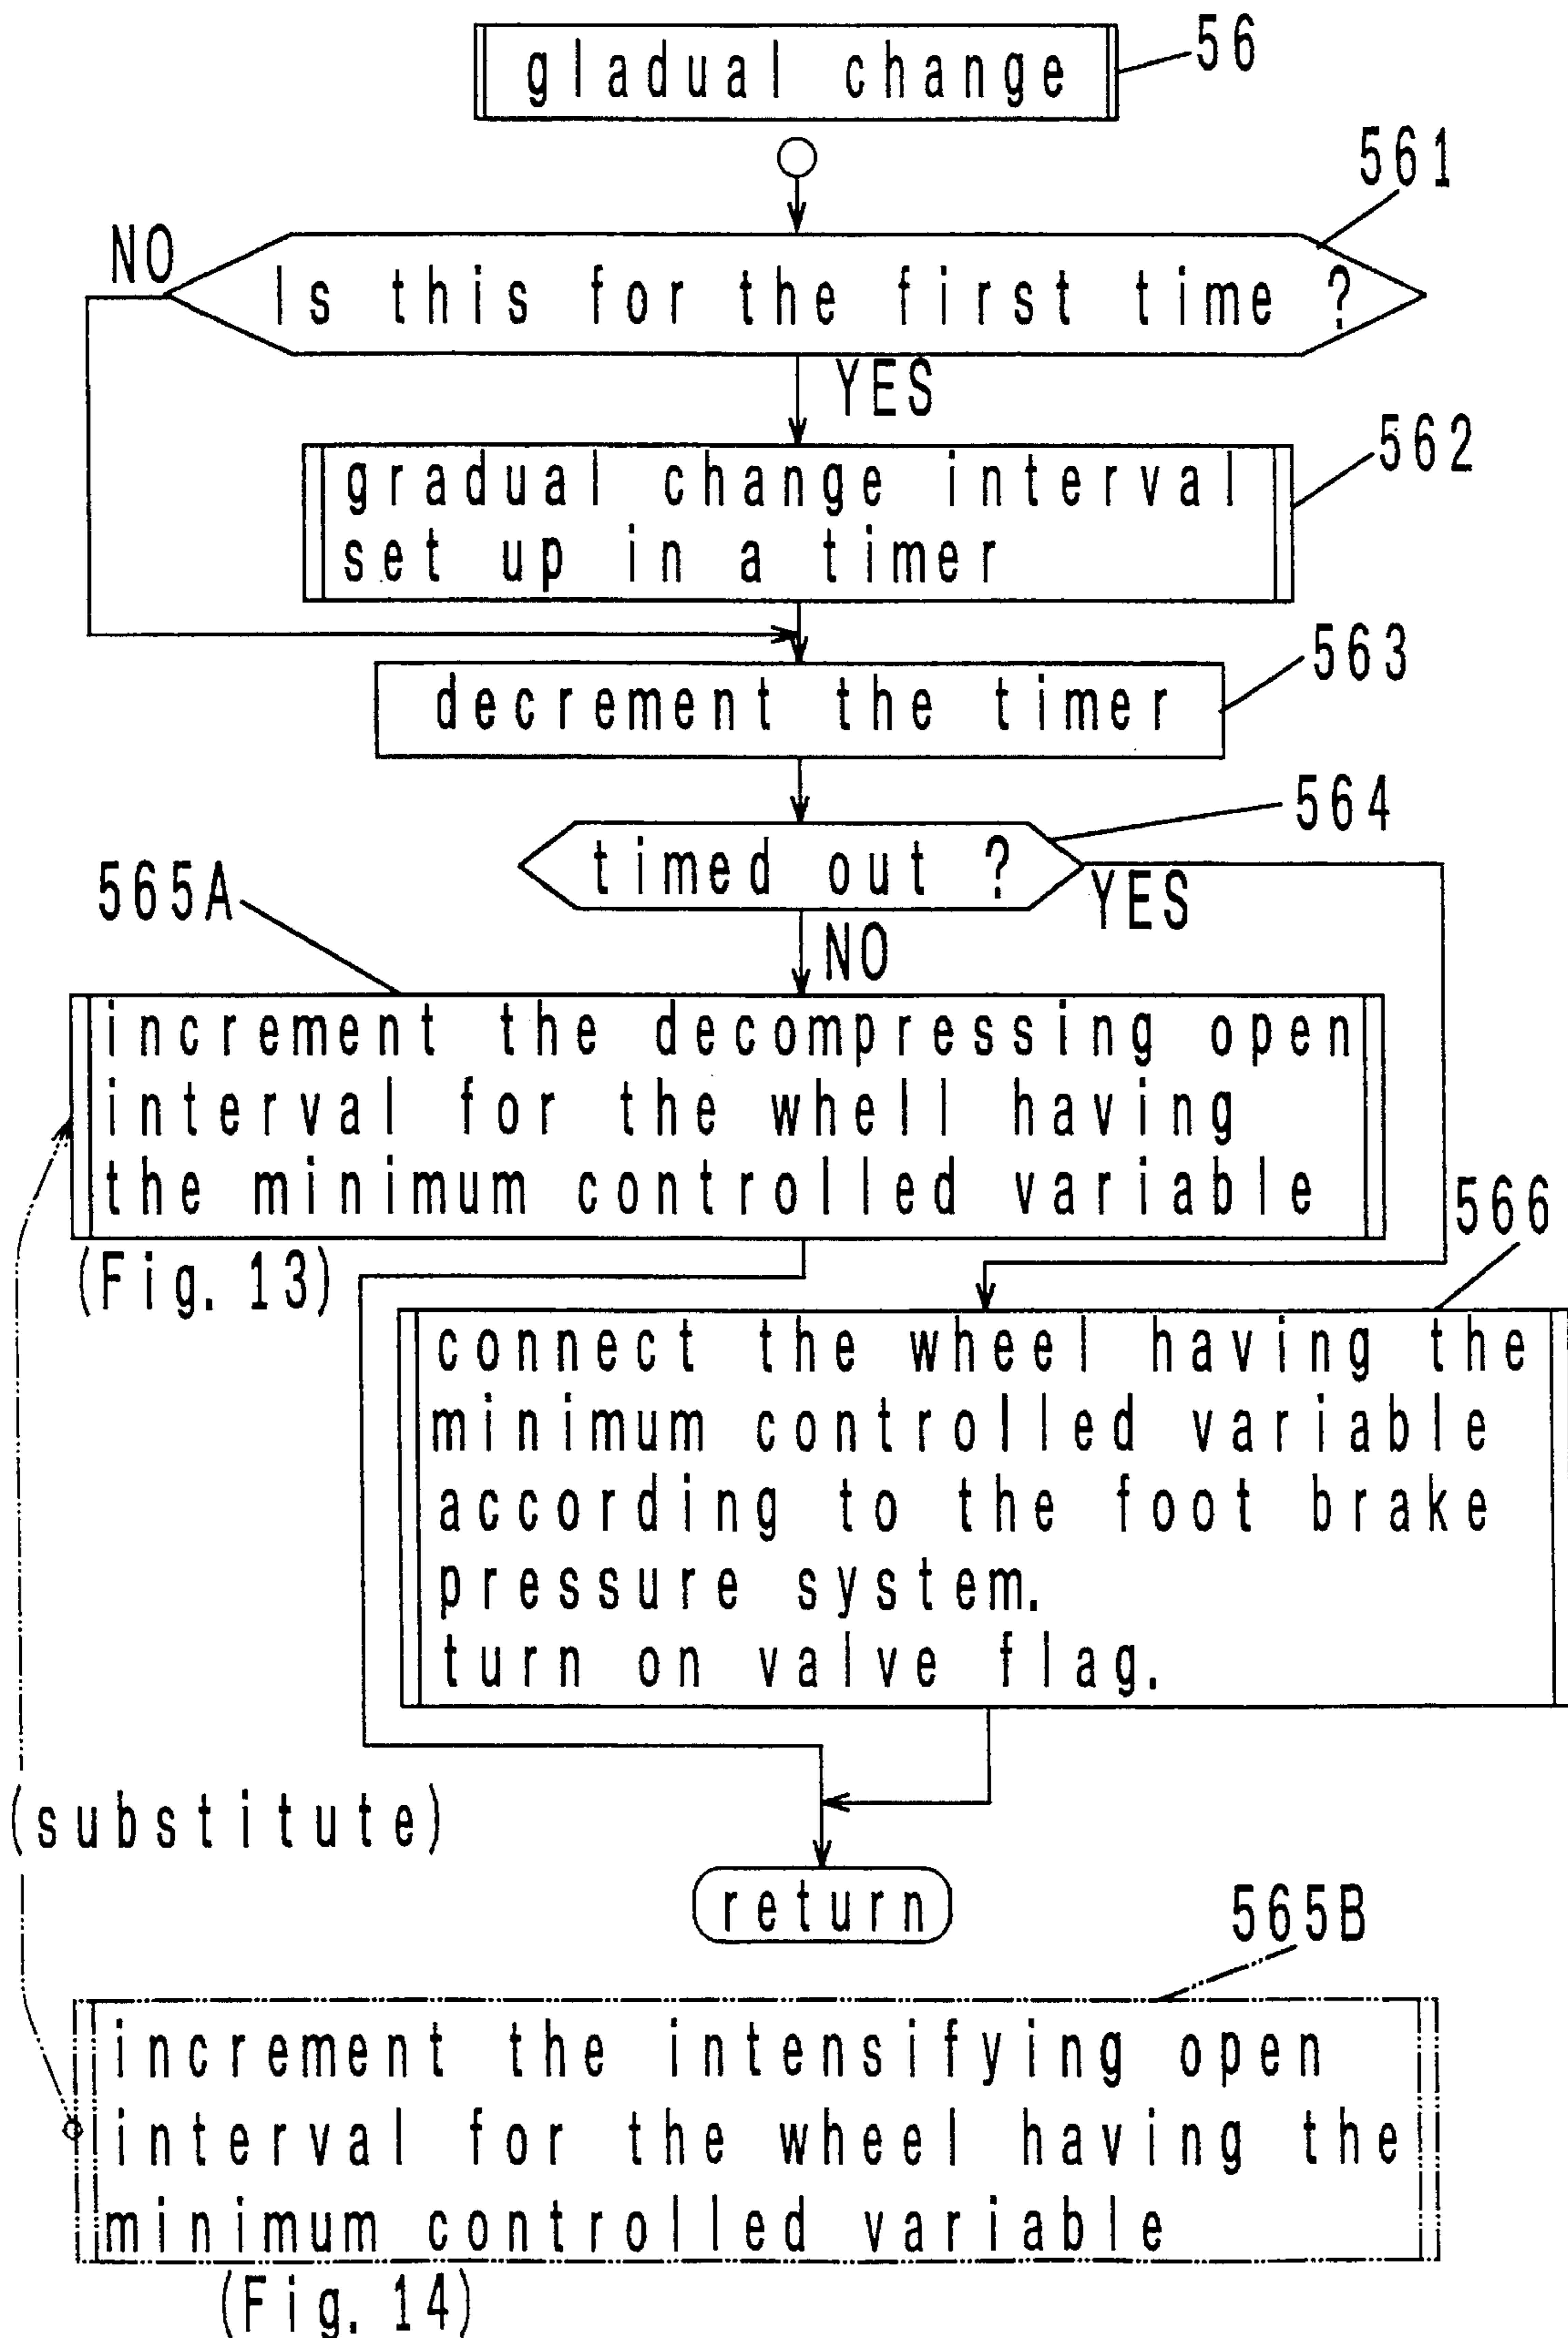 gladual change
56
561
NO
Is this for the first time ?
YES
562
gradual change interval
set up in a timer
563
decrement the timer
564
timed out ?
YES
565A
NO
increment the decompressing open
interval for the whell having
the minimum controlled variable
(Fig. 13)
566
connect the wheel having the
minimum controlled variable
according to the foot brake
pressure system.
turn on valve flag.
(substitute)
return
565B
increment the intensifying open
interval for the wheel having the
minimum controlled variable
(Fig. 14)